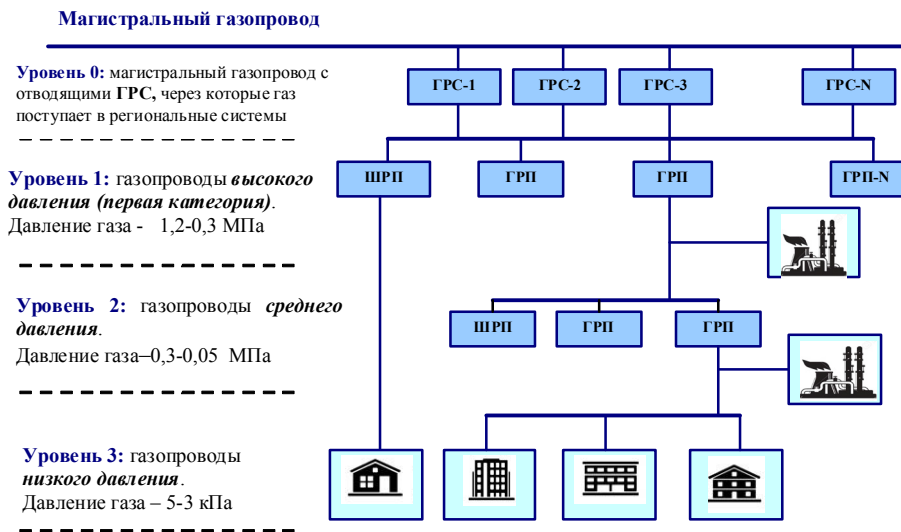 Магистральный газопровод
Уровень 0: магистральный газопровод с
отводящими ГРС, через которые газ
поступает в региональные системы
ГРС-1
ГРС-2
ГРС-3
ГРС-N
Уровень 1: газопроводы высокого
давления (первая категория).
Давление газа - 1,2-0,3 МПа
ШРП
ГРП
ГРП
ГРП-N
Уровень 2: газопроводы среднего
давления.
Давление газа–0,3-0,05 МПа
ШРП
ГРП
ГРП
Уровень 3: газопроводы
низкого давления.
Давление газа – 5-3 кПа